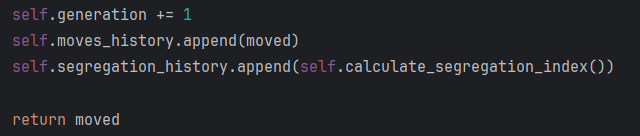 self.generation += 1
self.moves_history.append(moved)
self.segregation_history.append(self.calculate_segregation_index())
return moved